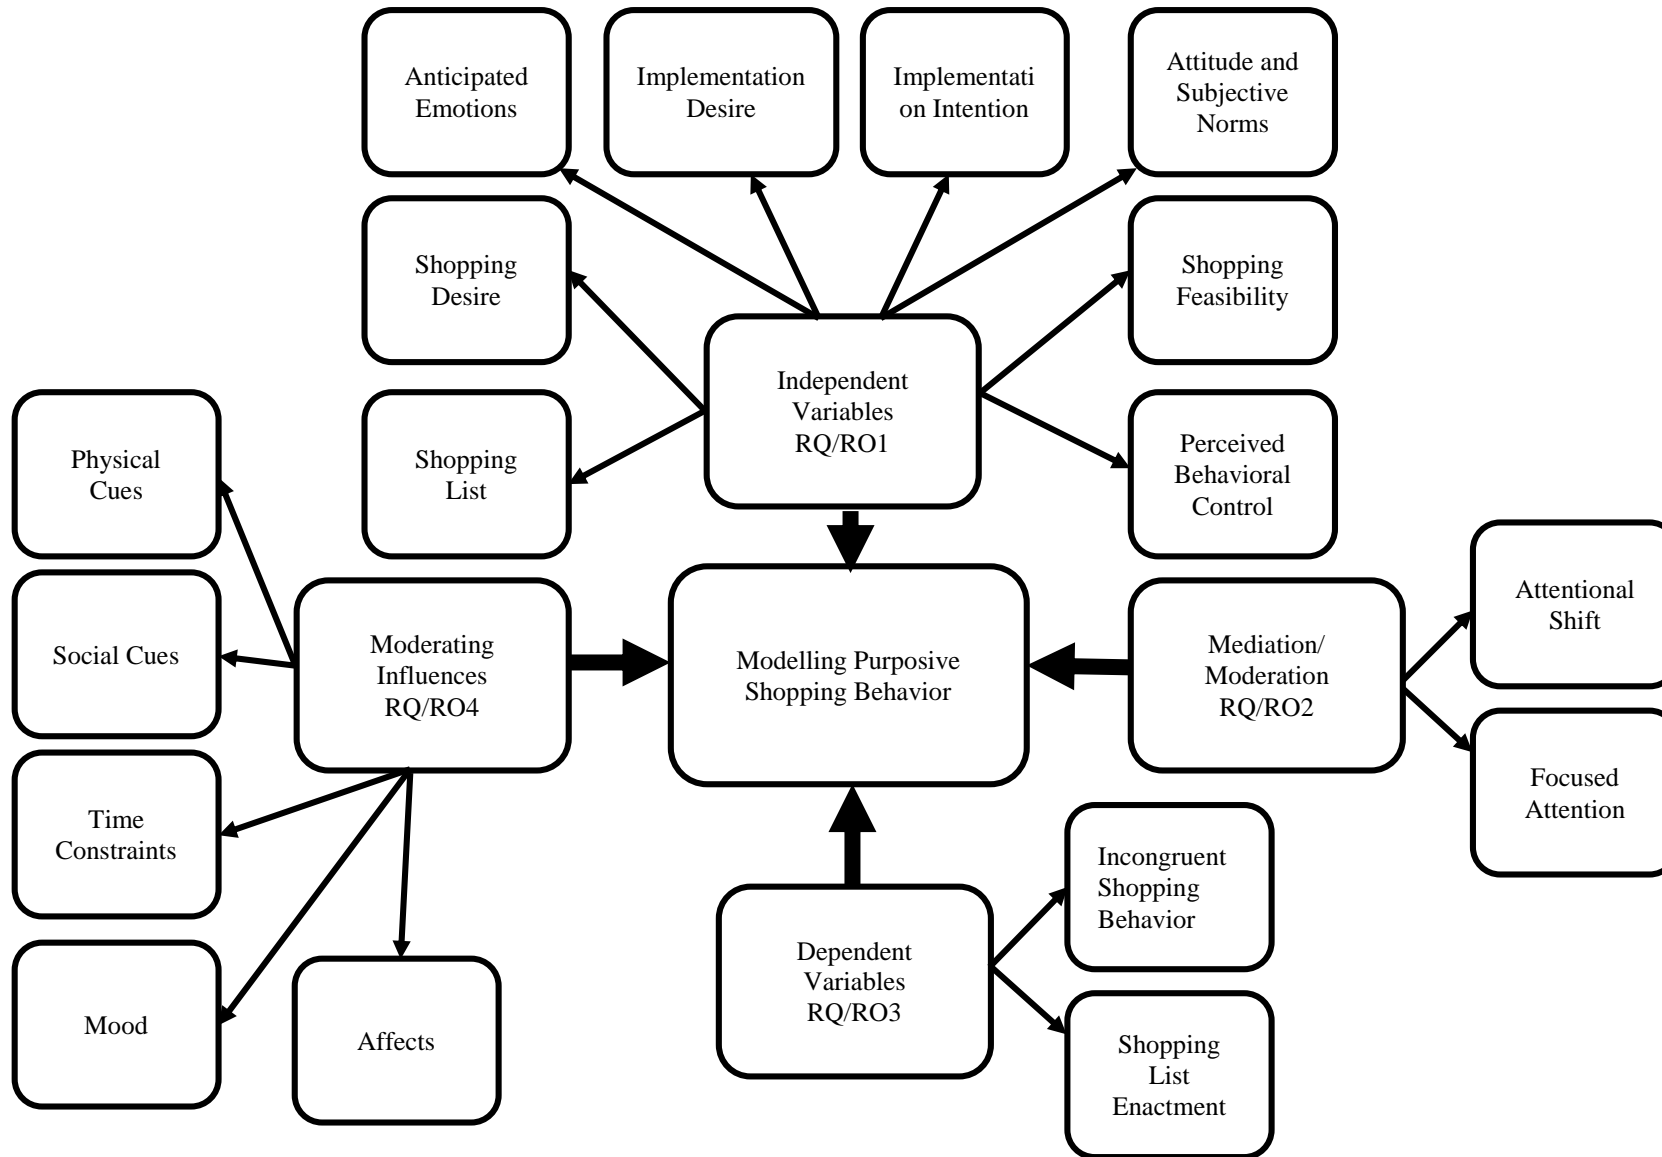 Anticipated
Emotions
Implementation
Desire
Implementati
on Intention
Attitude and
Subjective
Norms
Shopping
Desire
Shopping
Feasibility
Independent
Variables
RQ/RO1
Shopping
List
Perceived
Behavioral
Control
Physical
Cues
Social Cues
Moderating
Influences
RQ/RO4
Modelling Purposive
Shopping Behavior
Mediation/
Moderation
RQ/RO2
Attentional
Shift
Focused
Attention
Time
Constraints
Incongruent
Shopping
Behavior
Dependent
Variables
RQ/RO3
Mood
Affects
Shopping
List
Enactment